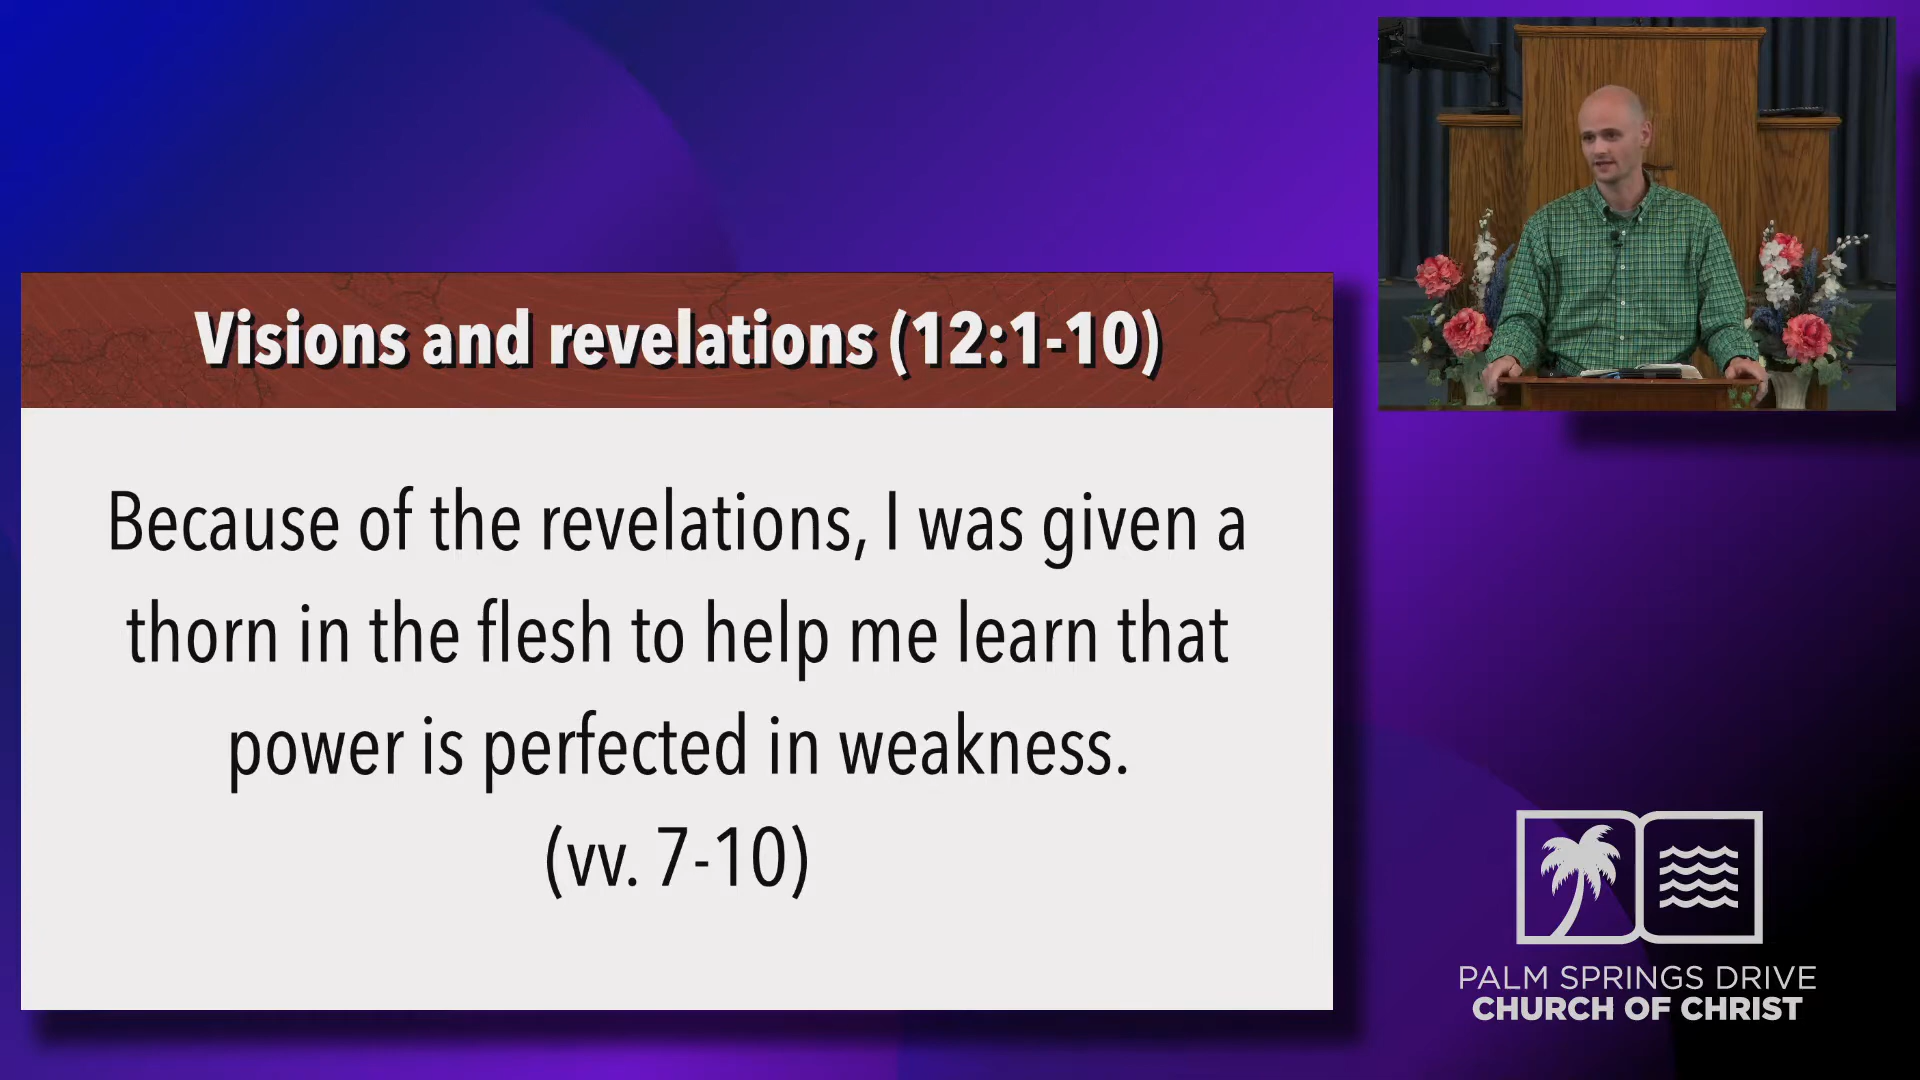 Visions and revelations (12:1-10)
Because of the revelations, I was given a
thorn in the flesh to help me learn that
power is perfected in weakness.
(vv. 7-10)
PALM SPRINGS DRIVE
CHURCH OF CHRIST